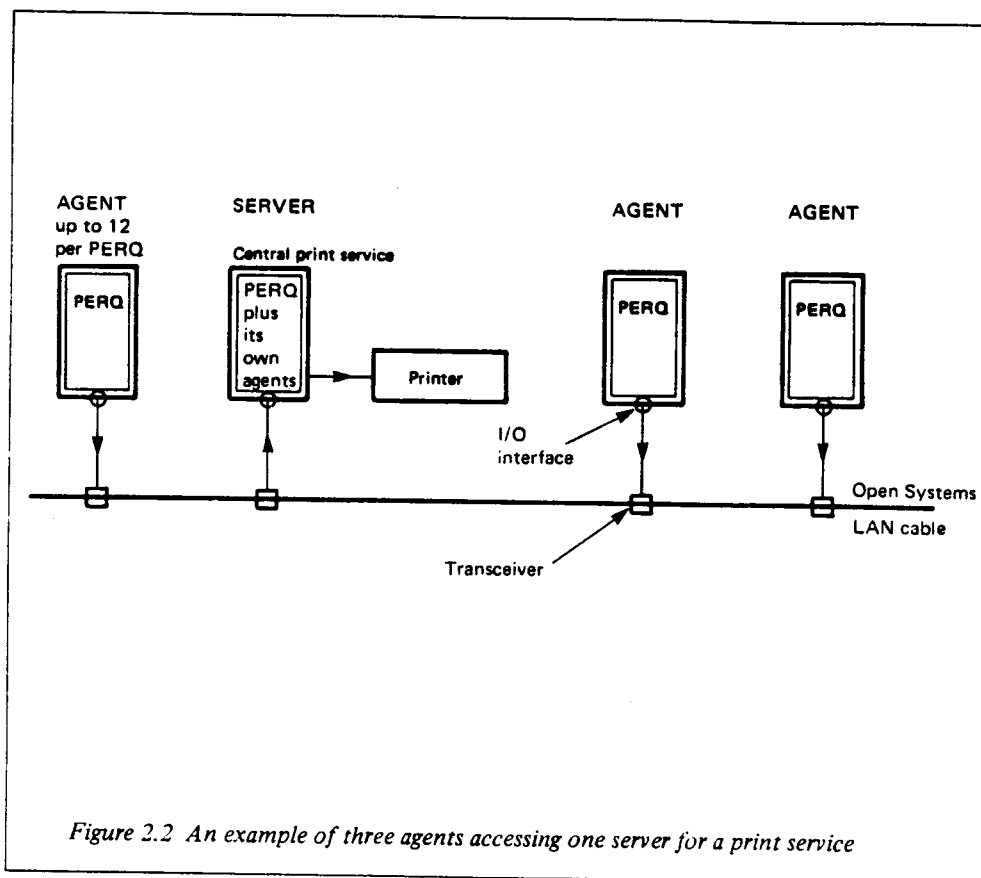 AGENT
up to 12
per PERQ
PERQ
SERVER
Central print service
PERQ
plus
its
own
agents
Printer
AGENT
PERQ
AGENT
PERQ
I/O
interface
Transceiver
Open Systems
LAN cable
Figure 2.2 An example of three agents accessing one server for a print service